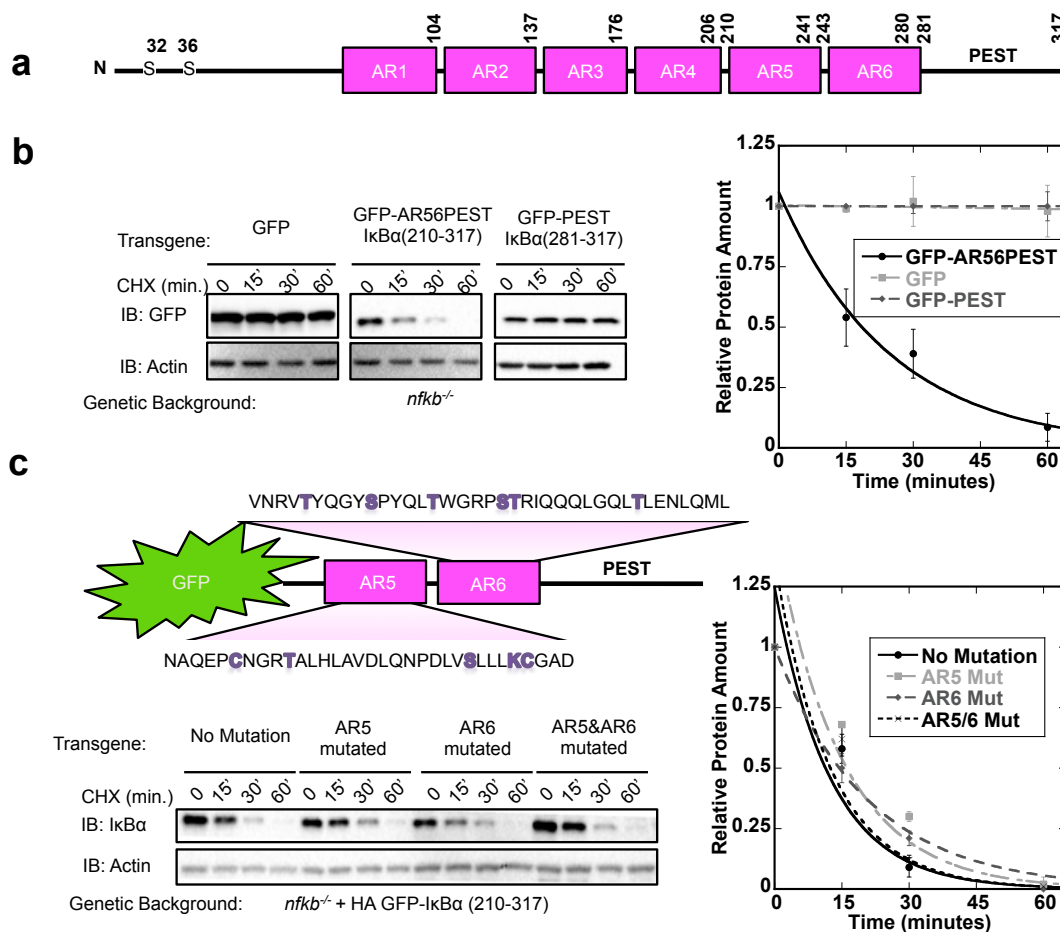 a
N
32 36
S S
AR1 AR2 AR3 AR4 AR5 AR6
104 137 176 206 210 241 243 280 281 317
PEST
b
Transgene:
GFP
GFP-AR56PEST
IκBα(210-317)
GFP-PEST
IκBα(281-317)
CHX (min.)
0 15' 30' 60' 0 15' 30' 60' 0 15' 30' 60'
IB: GFP
IB: Actin
Genetic Background:
nfkb-/-
Relative Protein Amount
1.25
1
0.75
0.5
0.25
0
0 15 30 45 60
Time (minutes)
GFP-AR56PEST
GFP
GFP-PEST
c
VNRVTYQGYSPYQLTWGRPSTRIQQQLGQLTLENLQML
GFP
AR5 AR6
PEST
NAQEPCNGRTALHLAVDLQNPDLVSLLLKCGAD
Transgene:
No Mutation
AR5
mutated
AR6
mutated
AR5&AR6
mutated
CHX (min.)
0 15' 30' 60' 0 15' 30' 60' 0 15' 30' 60' 0 15' 30' 60'
IB: IκBα
IB: Actin
Genetic Background:
nfkb-/- + HA GFP-IκBα (210-317)
Relative Protein Amount
1.25
1
0.75
0.5
0.25
0
0 15 30 45 60
Time (minutes)
No Mutation
AR5 Mut
AR6 Mut
AR5/6 Mut